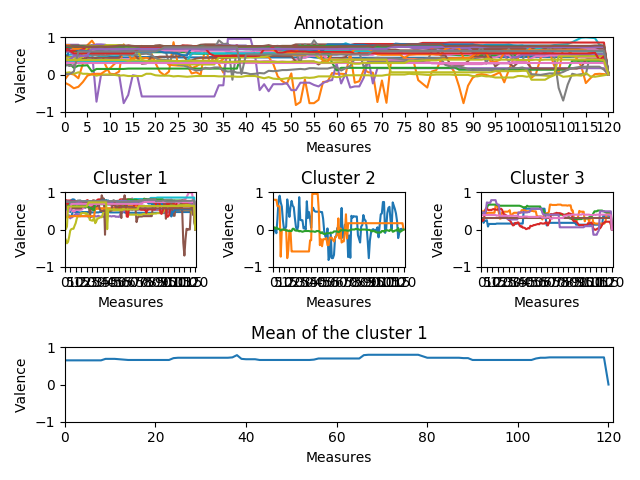 Annotation
Valence
1
0
−1
0 5 10 15 20 25 30 35 40 45 50 55 60 65 70 75 80 85 90 95 100 105 110 115 120
Measures
Cluster 1 Cluster 2 Cluster 3
Valence Valence Valence
1 1 1
0 0 0
−1 −1 −1
Measures Measures Measures
Mean of the cluster 1
Valence
1
0
−1
0 20 40 60 80 100 120
Measures